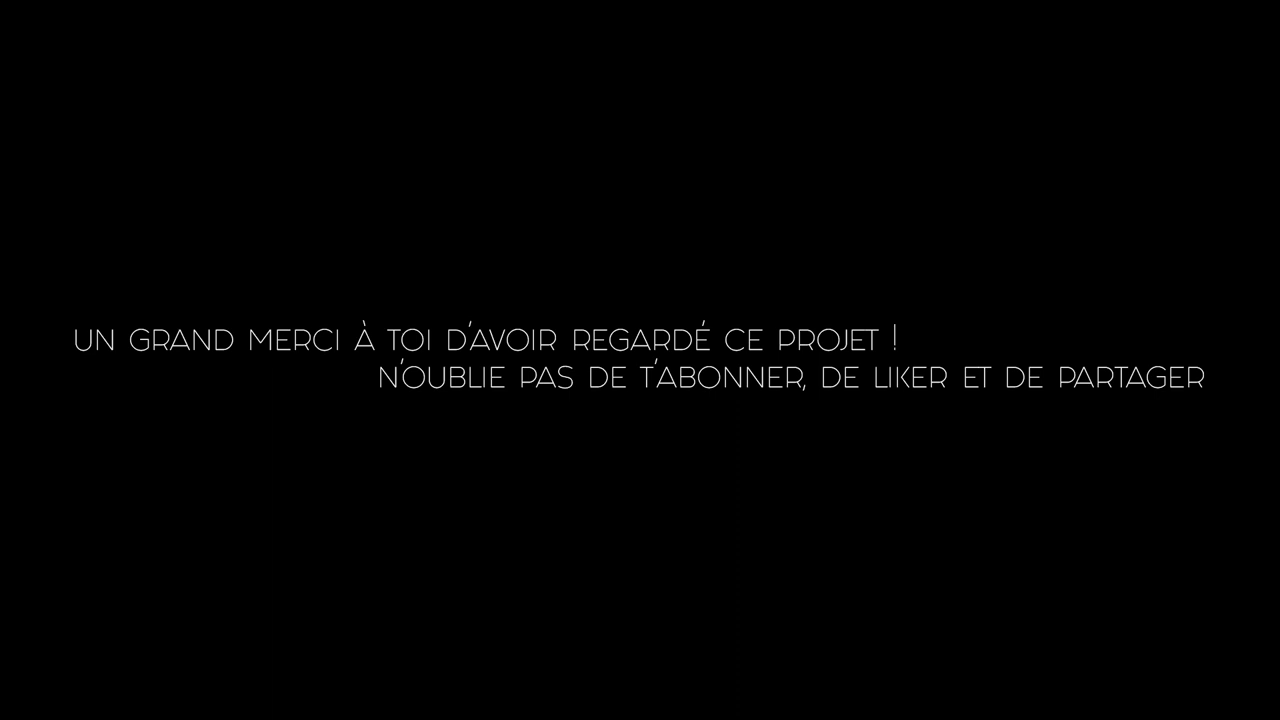 UN GRAND MERCI À TOI D'AVOIR REGARDÉ CE PROJET !
N'OUBLIE PAS DE T'ABONNER, DE LIKER ET DE PARTAGER